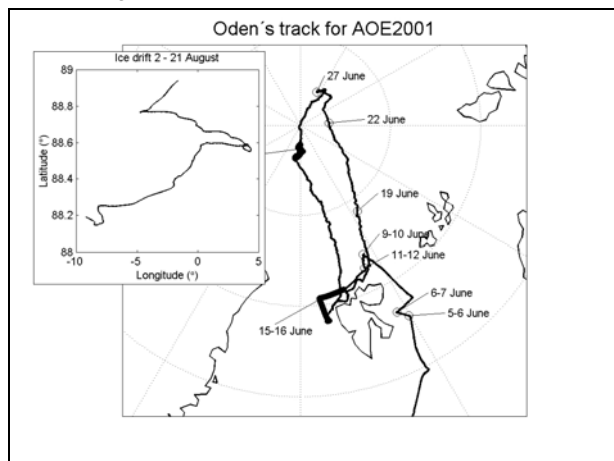 Oden´s track for AOE2001
Ice drift 2 - 21 August
89
88.8
88.6
88.4
88.2
88
Latitude (°)
-10
-5
0
5
Longitude (°)
27 June
22 June
19 June
9-10 June
11-12 June
6-7 June
5-6 June
15-16 June